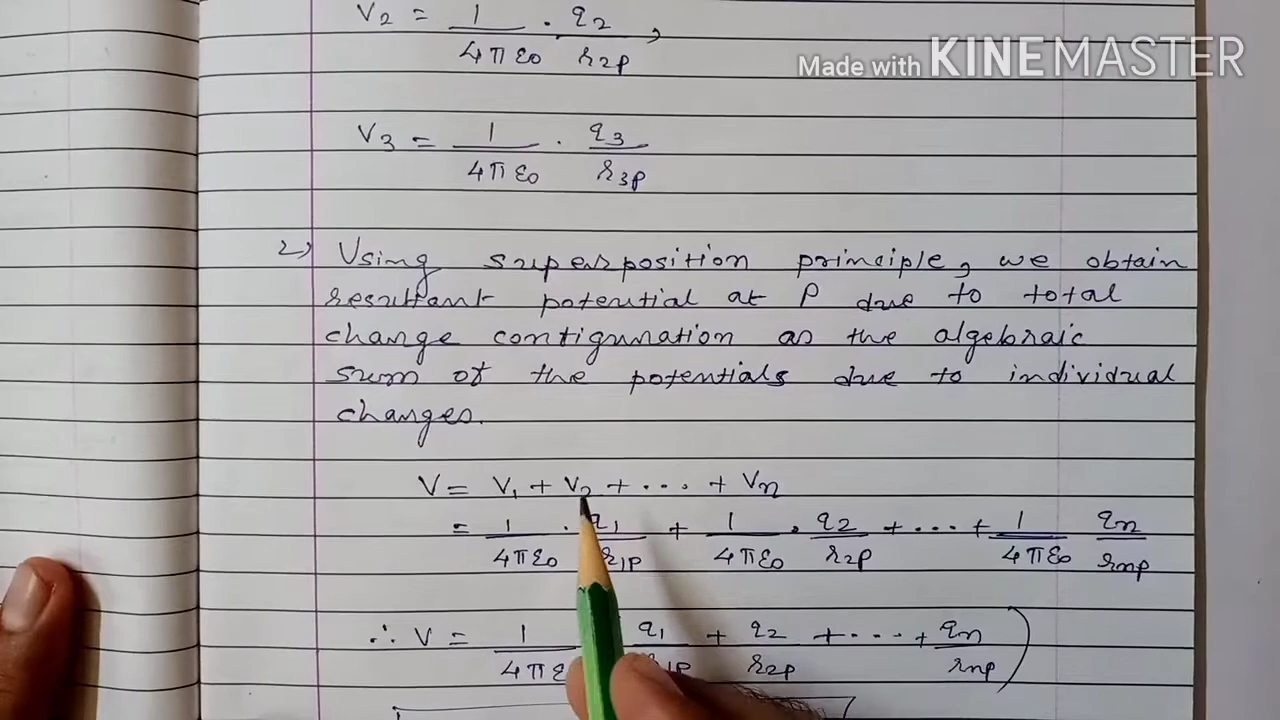 V2 = 1/4πε0 · q2/r2p,
Made with KINEMASTER
V3 = 1/4πε0 · q3/r3p
2) Using superposition principle, we obtain
resultant potential at P due to total
charge configuration as the algebraic
sum of the potentials due to individual
charges.
V = V1 + V2 + ... + Vn
= 1/4πε0 · q1/r1p + 1/4πε0 · q2/r2p + ... + 1/4πε0 qn/rnp
∴ V = 1/4πε q1/r1p + q2/r2p + ... + qn/rnp)